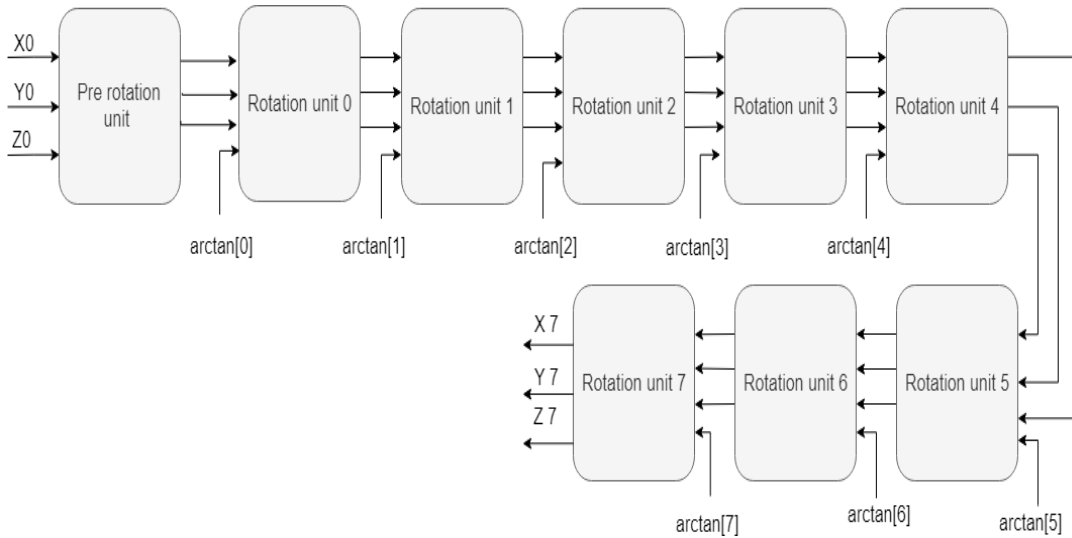 X0
Y0
Z0
Pre rotation
unit
Rotation unit 0
Rotation unit 1
Rotation unit 2
Rotation unit 3
Rotation unit 4
arctan[0]
arctan[1]
arctan[2]
arctan[3]
arctan[4]
X 7
Y 7
Z 7
Rotation unit 7
Rotation unit 6
Rotation unit 5
arctan[7]
arctan[6]
arctan[5]